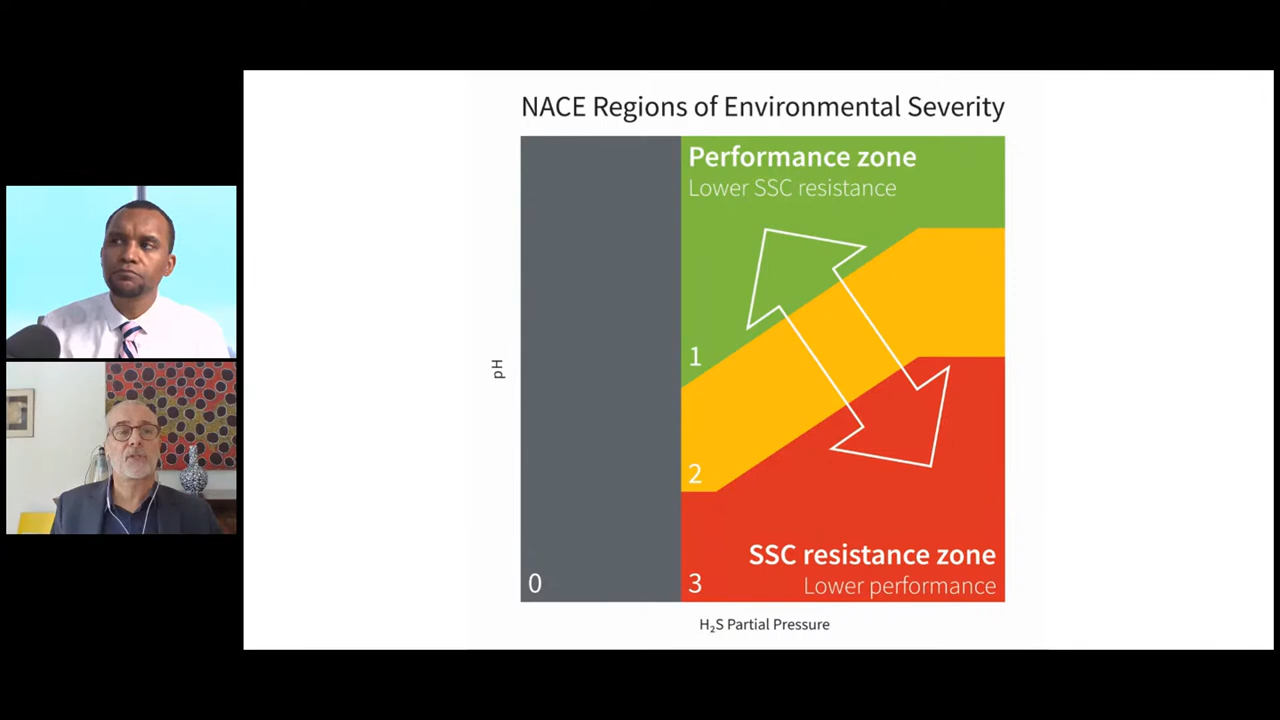 NACE Regions of Environmental Severity
Performance zone
Lower SSC resistance
1
pH
2
SSC resistance zone
0
3
Lower performance
H₂S Partial Pressure